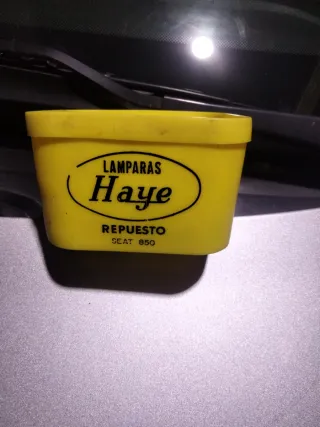 LAMPARAS
Haye
REPUESTO
SEAT 850